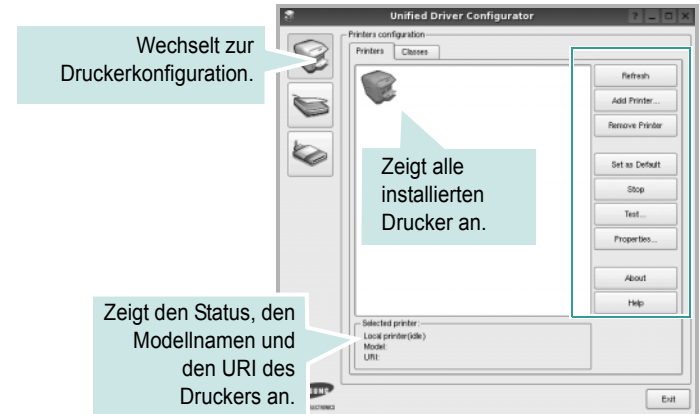 Unified Driver Configurator
Wechselt zur
Druckerkonfiguration.
Printers configuration
Printers
Classes
Refresh
Add Printer...
Remove Printer
Set as Default
Stop
Test...
Properties...
About
Help
Zeigt alle
installierten
Drucker an.
Zeigt den Status, den
Modellnamen und
den URI des
Druckers an.
Selected printer:
Local printer(idle)
Model:
URI:
Exit